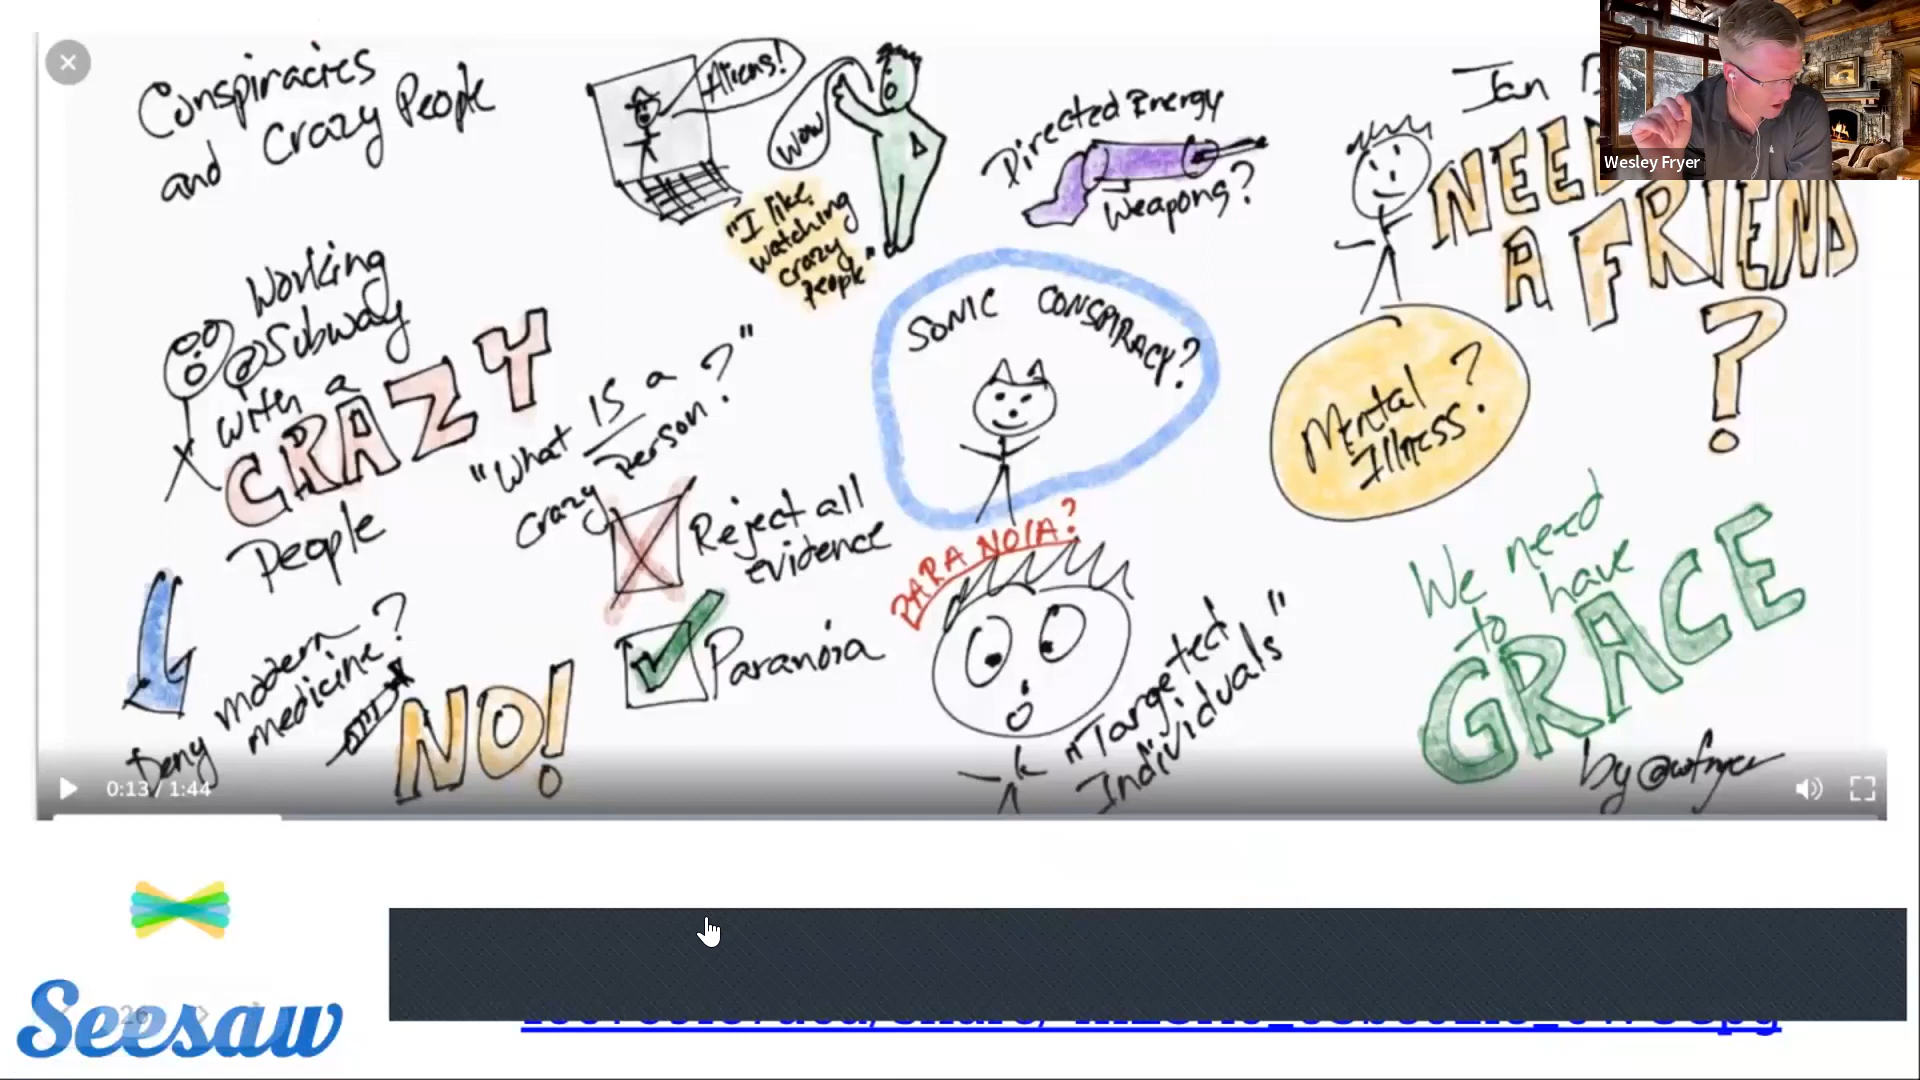 Conspiracies
and Crazy People
Aliens!
Wow
"I like
watching
crazy
People"
Directed Energy
Weapons?
Jan
NEED
A FRIEND
?
Wesley Fryer
Working
@Subway
with a
CRAZY
People
"What IS a
crazy Person?"
SONIC CONSPIRACY?
Mental
Illness?
Reject all
evidence
Paranoia
PARANOIA?
"Targeted
Individuals"
We need
to have
GRACE
by @wfryer
Deny modern
medicine?
NO!
0:13 / 1:44
26
Seesaw